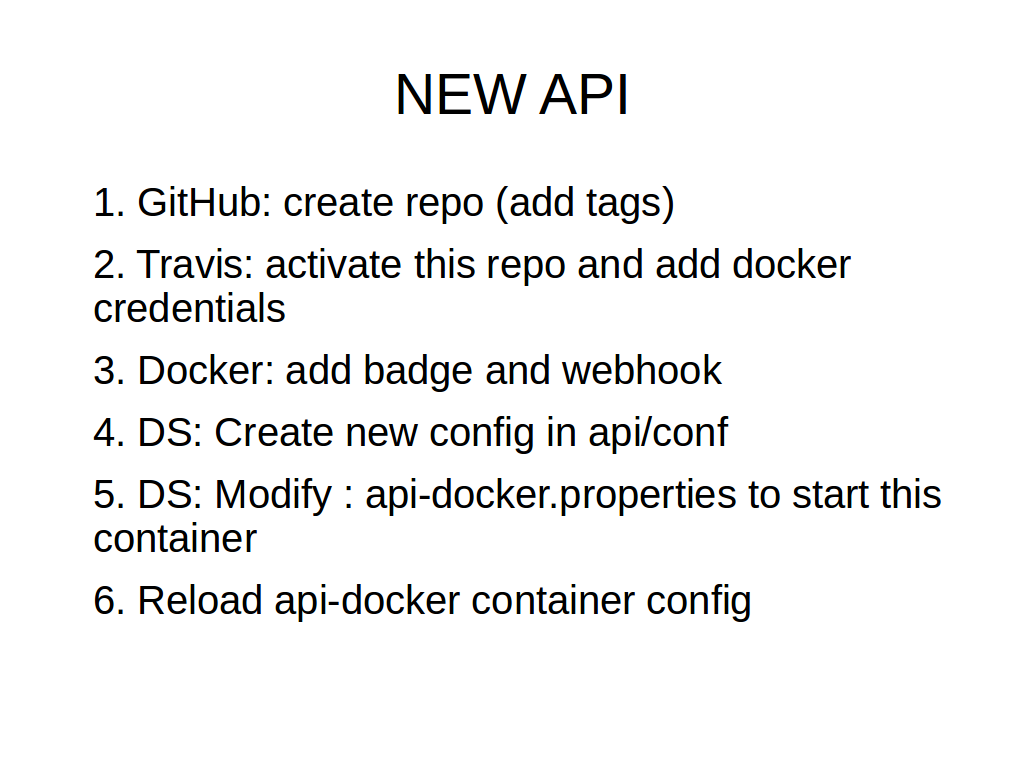 NEW API
1. GitHub: create repo (add tags)
2. Travis: activate this repo and add docker
credentials
3. Docker: add badge and webhook
4. DS: Create new config in api/conf
5. DS: Modify : api-docker.properties to start this
container
6. Reload api-docker container config